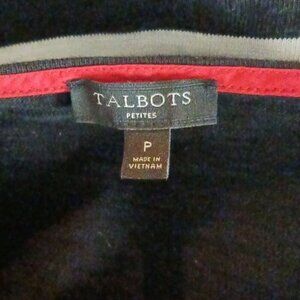 TALBOTS
PETITES
P
MADE IN
VIETNAM